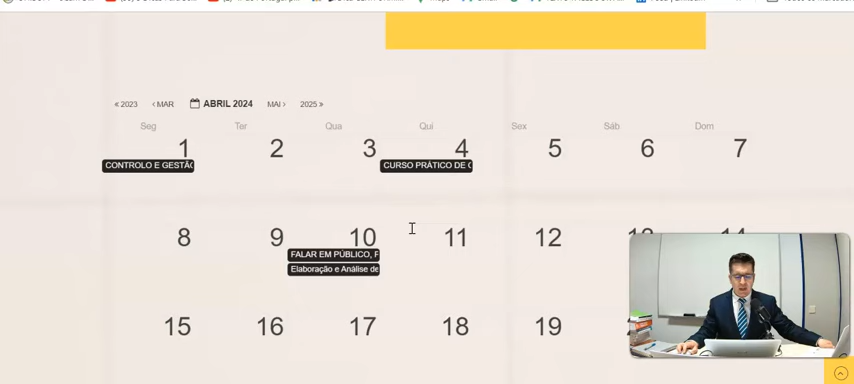 « 2023 ‹ MAR ABRIL 2024 MAI › 2025 »
Seg Ter Qua Qui Sex Sáb Dom
1 2 3 4 5 6 7
CONTROLO E GESTÃO CURSO PRÁTICO DE
8 9 10 11 12
FALAR EM PÚBLICO,
Elaboração e Análise de
15 16 17 18 19